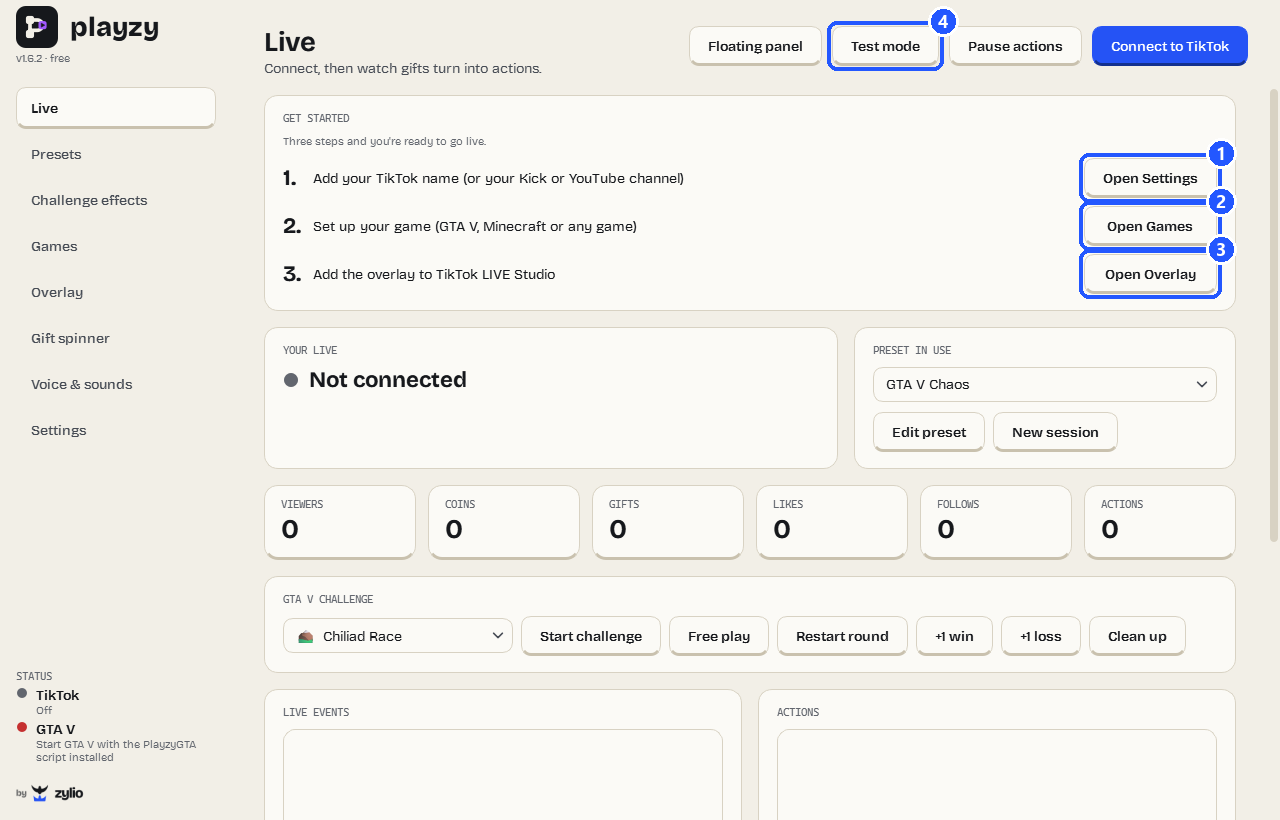 playzy
v1.6.2 · free
Live
Presets
Challenge effects
Games
Overlay
Gift spinner
Voice & sounds
Settings
STATUS
TikTok
Off
GTA V
Start GTA V with the PlayzyGTA
script installed
by zylio
Live
Connect, then watch gifts turn into actions.
Floating panel
Test mode
4
Pause actions
Connect to TikTok
GET STARTED
Three steps and you're ready to go live.
1. Add your TikTok name (or your Kick or YouTube channel)
Open Settings
1
2. Set up your game (GTA V, Minecraft or any game)
Open Games
2
3. Add the overlay to TikTok LIVE Studio
Open Overlay
3
YOUR LIVE
Not connected
PRESET IN USE
GTA V Chaos
Edit preset
New session
VIEWERS
0
COINS
0
GIFTS
0
LIKES
0
FOLLOWS
0
ACTIONS
0
GTA V CHALLENGE
Chiliad Race
Start challenge
Free play
Restart round
+1 win
+1 loss
Clean up
LIVE EVENTS
ACTIONS